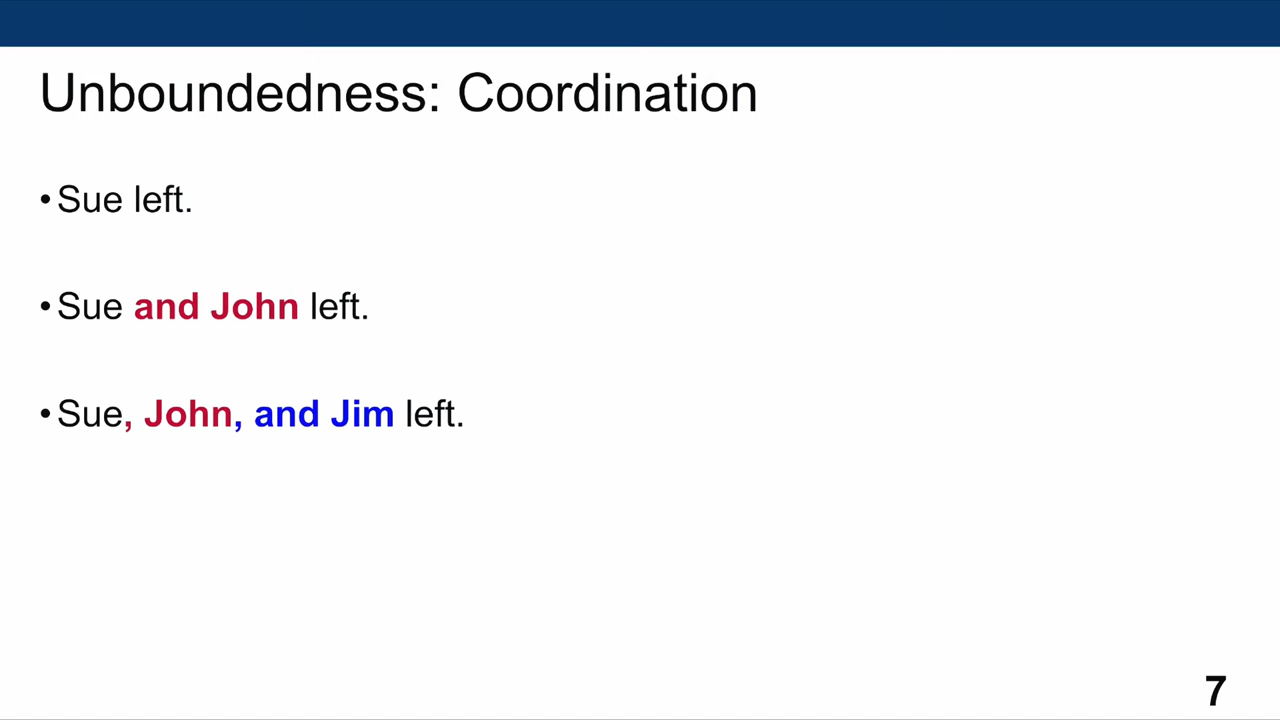 Unboundedness: Coordination
• Sue left.
• Sue and John left.
• Sue, John, and Jim left.
7